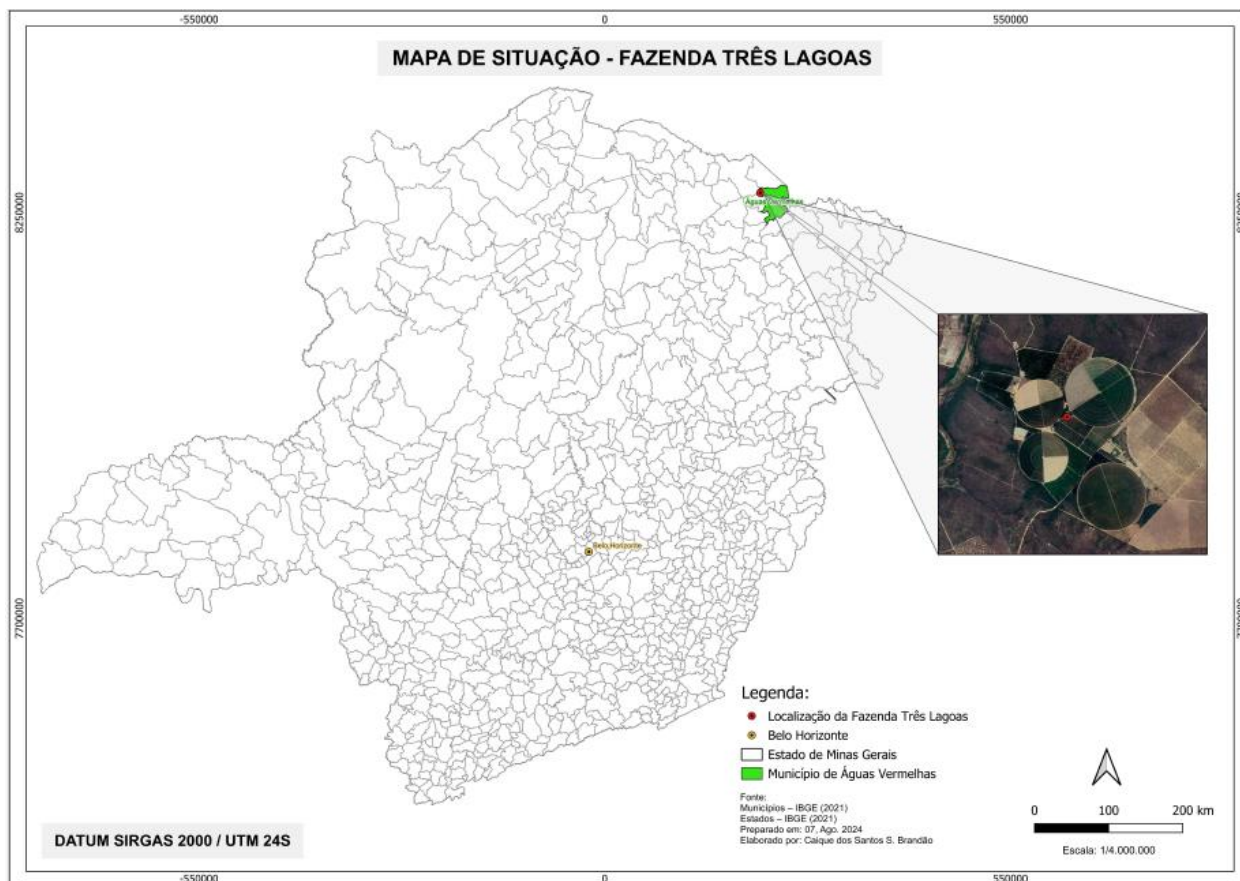 -550000
0
550000
MAPA DE SITUAÇÃO - FAZENDA TRÊS LAGOAS
8250000
8250000
Águas Vermelhas
Belo Horizonte
7700000
7700000
Legenda:
Localização da Fazenda Três Lagoas
Belo Horizonte
Estado de Minas Gerais
Município de Águas Vermelhas
Fonte:
Municípios – IBGE (2021)
Estados – IBGE (2021)
Preparado em: 07, Ago. 2024
Elaborado por: Caique dos Santos S. Brandão
0 100 200 km
Escala: 1/4.000.000
DATUM SIRGAS 2000 / UTM 24S
-550000
0
550000